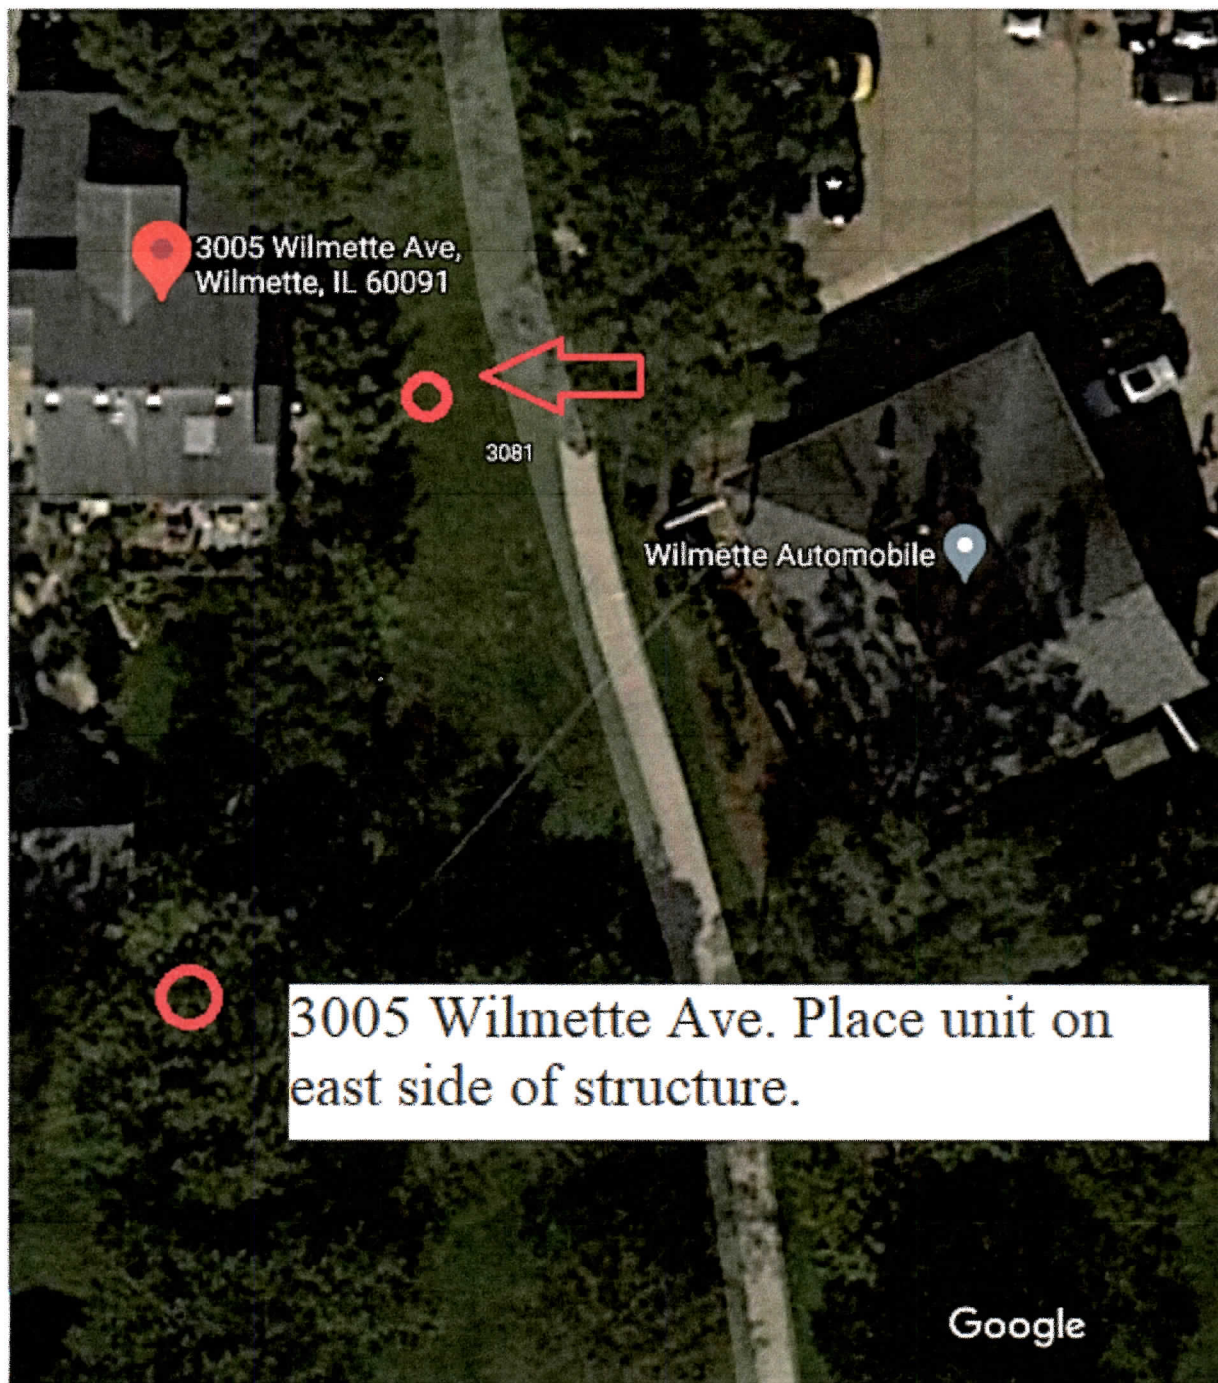 3005 Wilmette Ave,
Wilmette, IL 60091
3081
Wilmette Automobile
3005 Wilmette Ave. Place unit on
east side of structure.
Google